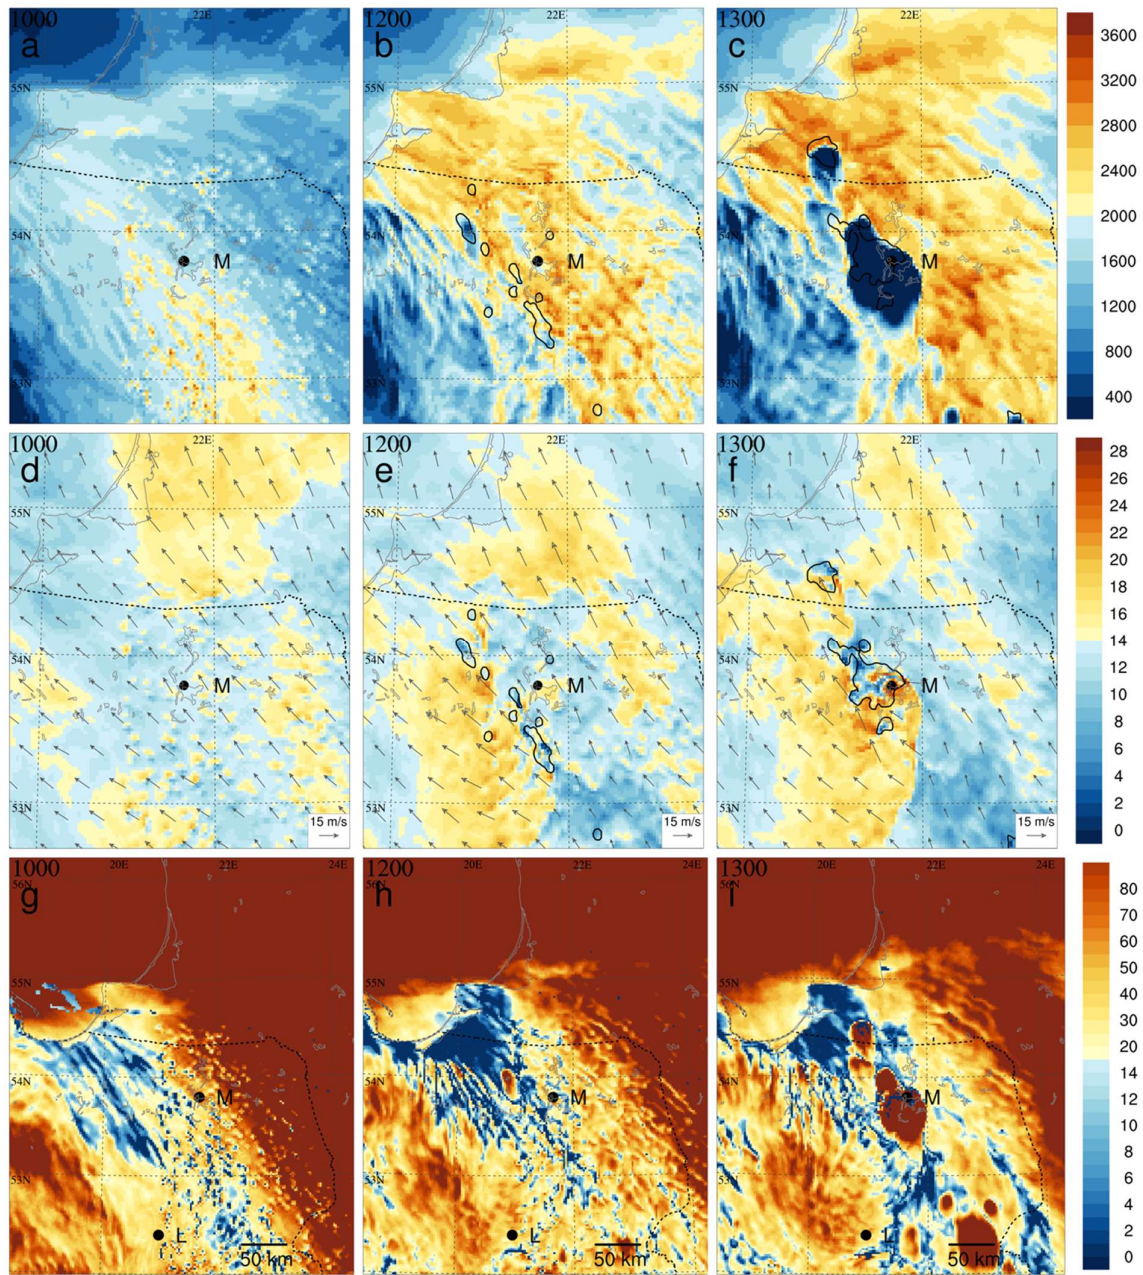 1000
a
22E
55N
54N
53N
M
1200
b
22E
55N
54N
53N
M
1300
c
22E
55N
54N
53N
M
3600
3200
2800
2400
2000
1600
1200
800
400
1000
d
22E
55N
54N
53N
M
15 m/s
1200
e
22E
55N
54N
53N
M
15 m/s
1300
f
22E
55N
54N
53N
M
28
26
24
22
20
18
16
14
12
10
8
6
4
2
0
1000
g
20E
22E
24E
56N
55N
54N
53N
M
L
50 km
1200
h
20E
22E
24E
56N
55N
54N
53N
M
L
50 km
1300
i
20E
22E
24E
56N
55N
54N
53N
M
L
50 km
80
70
60
50
40
30
20
14
12
10
8
6
4
2
0